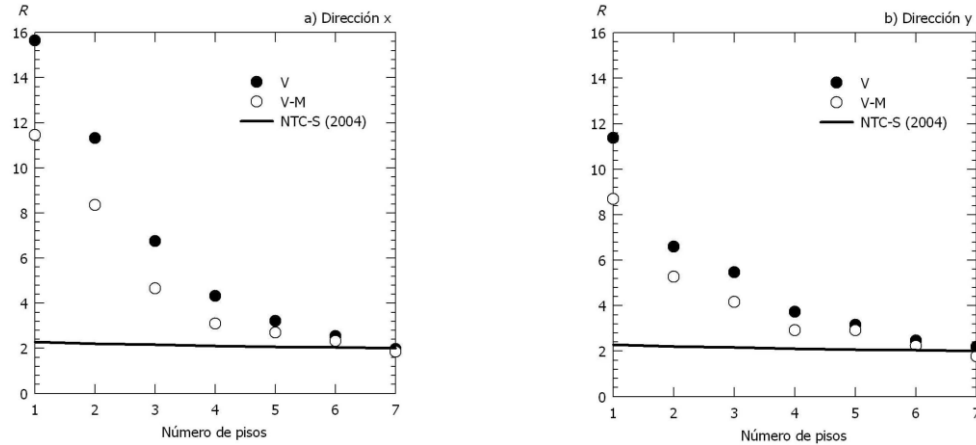 R
a) Dirección x
16
14
12
10
8
6
4
2
0
V
V-M
NTC-S (2004)
1 2 3 4 5 6 7
Número de pisos
R
b) Dirección y
16
14
12
10
8
6
4
2
0
V
V-M
NTC-S (2004)
1 2 3 4 5 6 7
Número de pisos